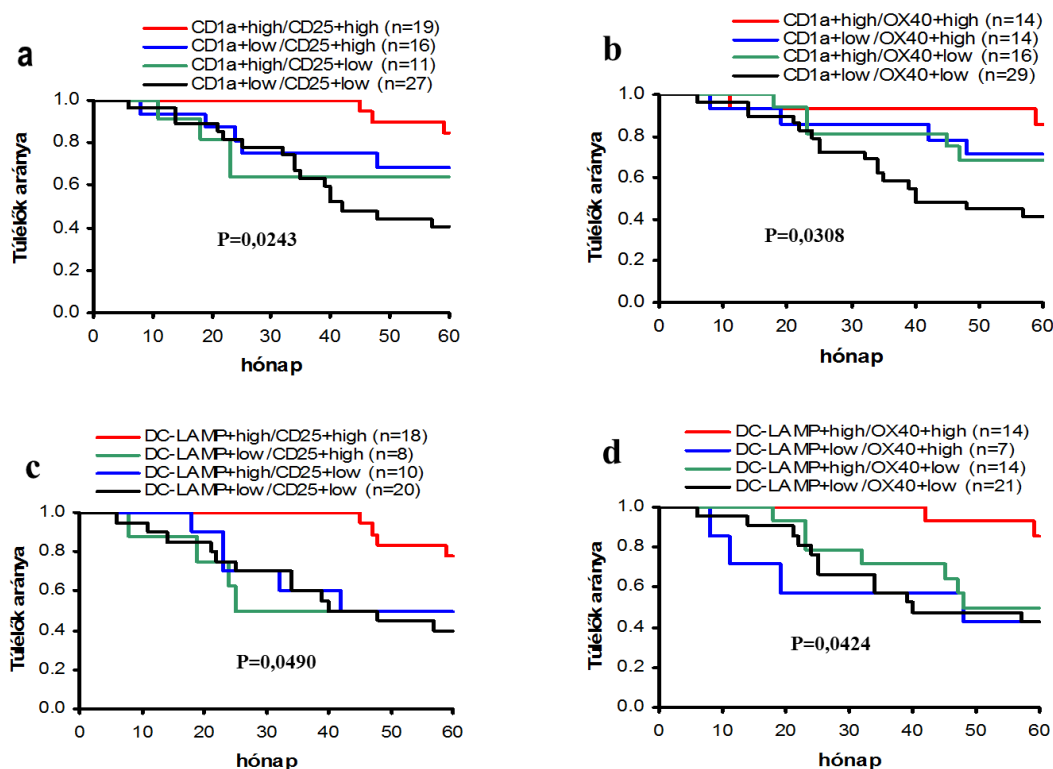 a
CD1a+high/CD25+high (n=19)
CD1a+low/CD25+high (n=16)
CD1a+high/CD25+low (n=11)
CD1a+low/CD25+low (n=27)
Túlélők aránya
1.0
0.8
0.6
0.4
0.2
0.0
P=0,0243
0 10 20 30 40 50 60
hónap
b
CD1a+high/OX40+high (n=14)
CD1a+low/OX40+high (n=14)
CD1a+high/OX40+low (n=16)
CD1a+low/OX40+low (n=29)
Túlélők aránya
1.0
0.8
0.6
0.4
0.2
0.0
P=0,0308
0 10 20 30 40 50 60
hónap
c
DC-LAMP+high/CD25+high (n=18)
DC-LAMP+low/CD25+high (n=8)
DC-LAMP+high/CD25+low (n=10)
DC-LAMP+low/CD25+low (n=20)
Túlélők aránya
1.0
0.8
0.6
0.4
0.2
0.0
P=0,0490
0 10 20 30 40 50 60
hónap
d
DC-LAMP+high/OX40+high (n=14)
DC-LAMP+low/OX40+high (n=7)
DC-LAMP+high/OX40+low (n=14)
DC-LAMP+low/OX40+low (n=21)
Túlélők aránya
1.0
0.8
0.6
0.4
0.2
0.0
P=0,0424
0 10 20 30 40 50 60
hónap